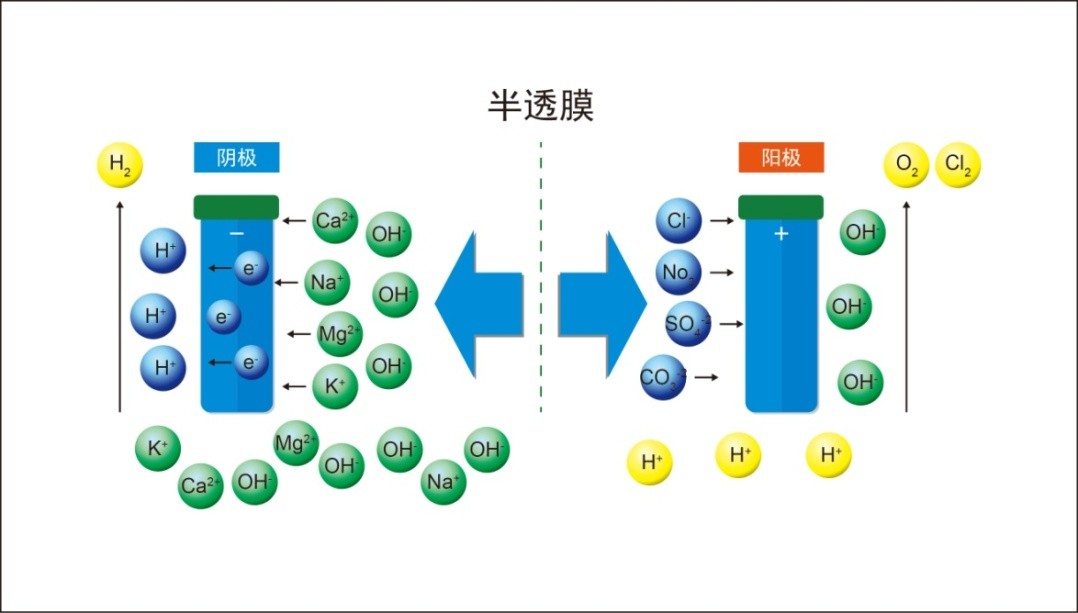 半透膜
阴极
阳极
H₂
O₂
Cl₂
−
+
H⁺
H⁺
H⁺
e⁻
e⁻
e⁻
Ca²⁺
OH⁻
Na⁺
OH⁻
Mg²⁺
OH⁻
K⁺
Cl⁻
No₃
SO₄⁻²
CO₃⁻²
OH⁻
OH⁻
OH⁻
K⁺
Ca²⁺
OH⁻
Mg²⁺
OH⁻
OH⁻
Na⁺
OH⁻
H⁺
H⁺
H⁺